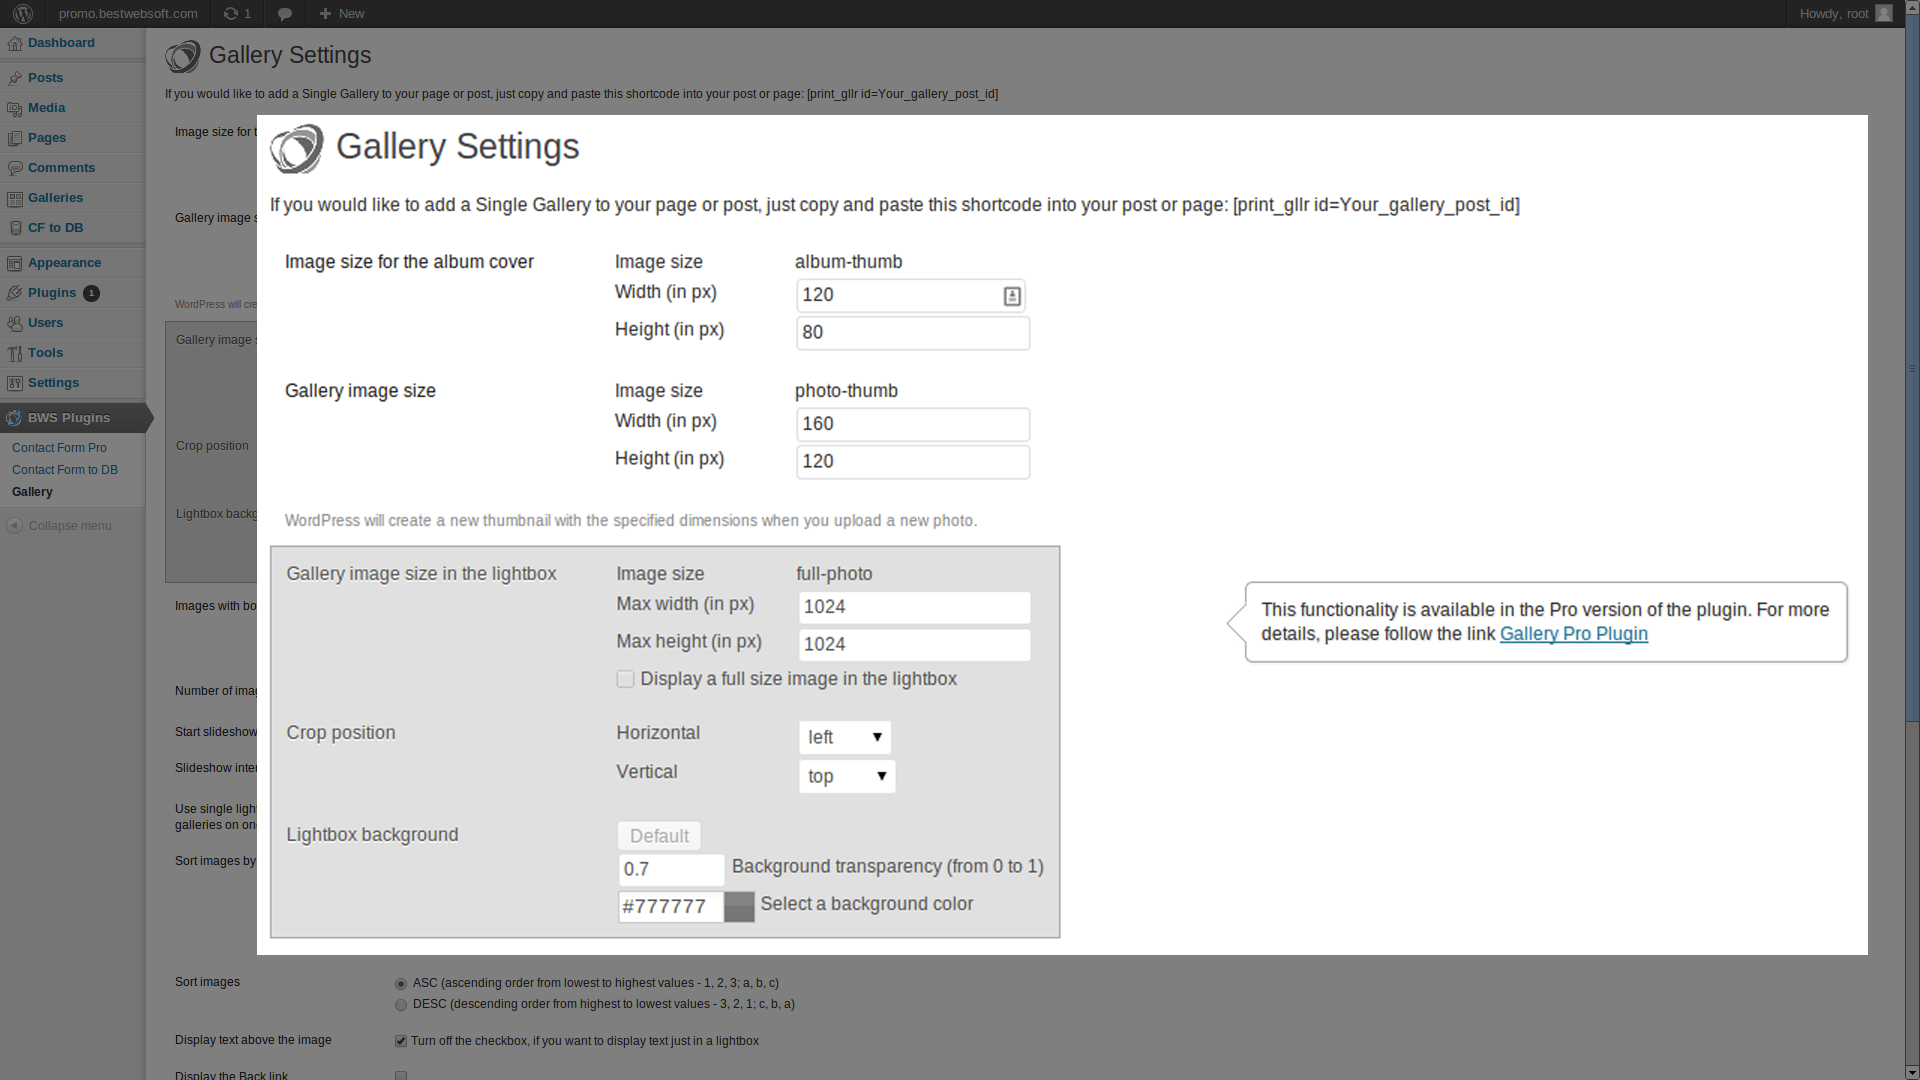 promo.bestwebsoft.com
1
New
Howdy, root
Dashboard
Posts
Media
Pages
Comments
Galleries
CF to DB
Appearance
Plugins 1
Users
Tools
Settings
BWS Plugins
Contact Form Pro
Contact Form to DB
Gallery
Collapse menu
Gallery Settings
If you would like to add a Single Gallery to your page or post, just copy and paste this shortcode into your post or page: [print_gllr id=Your_gallery_post_id]
Image size for t
Gallery image s
WordPress will cre
Gallery image s
Crop position
Lightbox backg
Images with bo
Number of imag
Start slideshow
Slideshow inter
Use single light
galleries on on
Sort images by
Gallery Settings
If you would like to add a Single Gallery to your page or post, just copy and paste this shortcode into your post or page: [print_gllr id=Your_gallery_post_id]
Image size for the album cover
Image size
album-thumb
Width (in px)
120
Height (in px)
80
Gallery image size
Image size
photo-thumb
Width (in px)
160
Height (in px)
120
WordPress will create a new thumbnail with the specified dimensions when you upload a new photo.
Gallery image size in the lightbox
Image size
full-photo
Max width (in px)
1024
Max height (in px)
1024
Display a full size image in the lightbox
Crop position
Horizontal
left
Vertical
top
Lightbox background
Default
0.7
Background transparency (from 0 to 1)
#777777
Select a background color
This functionality is available in the Pro version of the plugin. For more
details, please follow the link Gallery Pro Plugin
Sort images
ASC (ascending order from lowest to highest values - 1, 2, 3; a, b, c)
DESC (descending order from highest to lowest values - 3, 2, 1; c, b, a)
Display text above the image
Turn off the checkbox, if you want to display text just in a lightbox
Display the Back link